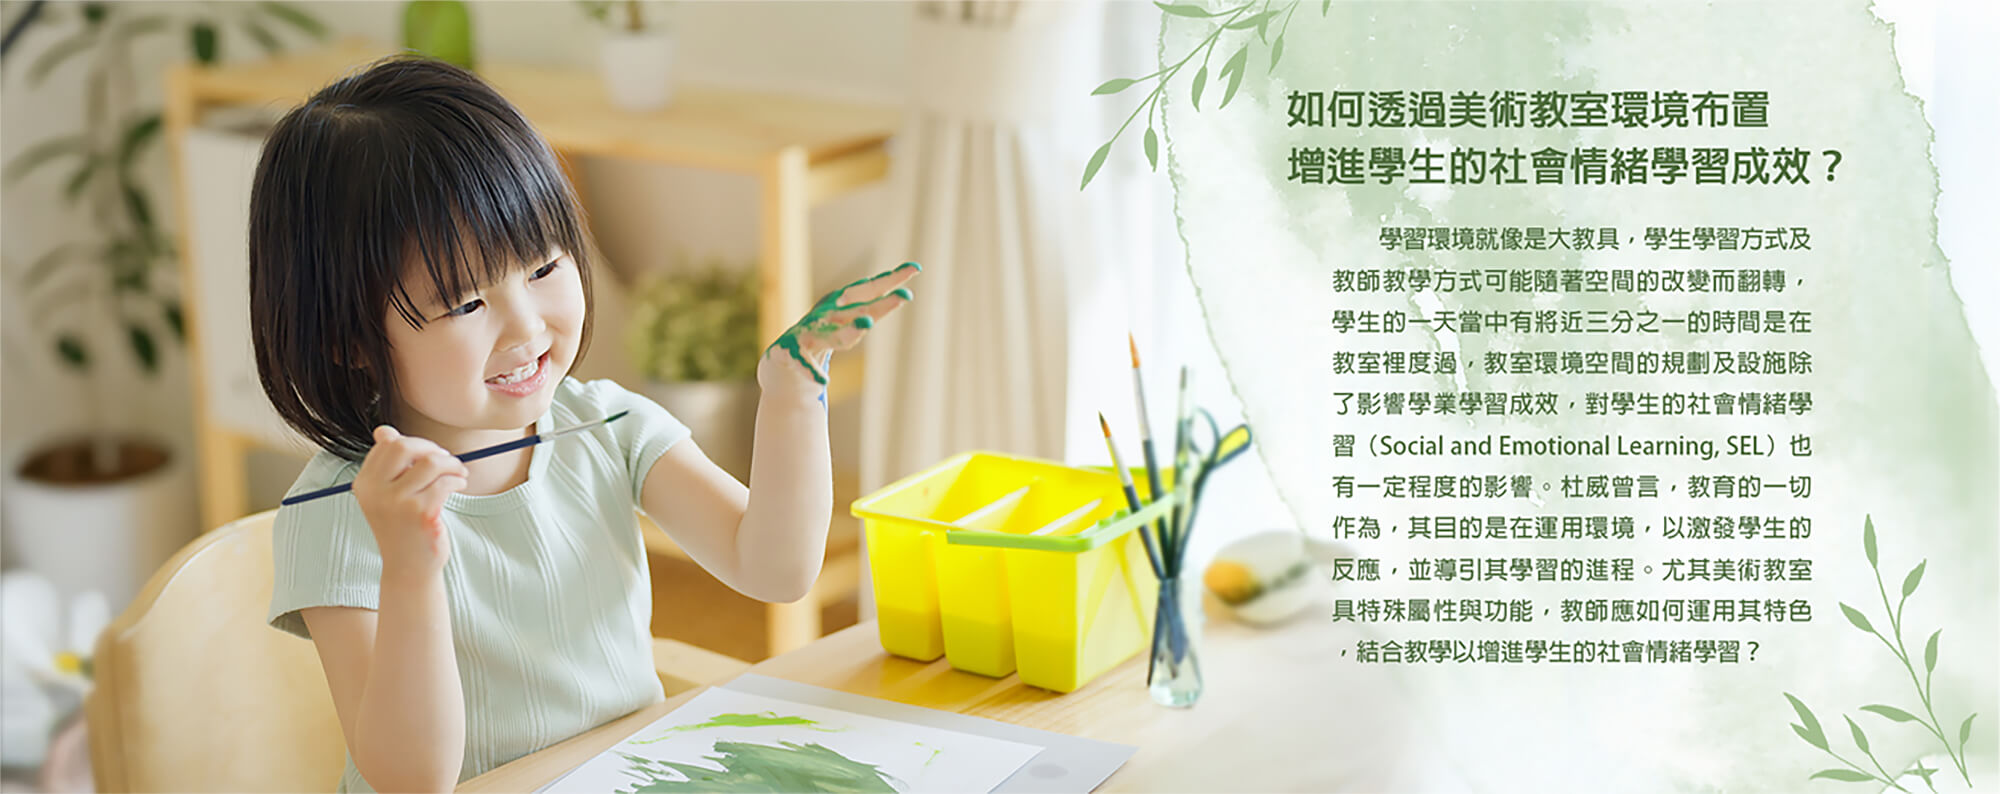 如何透過美術教室環境布置
增進學生的社會情緒學習成效？
學習環境就像是大教具，學生學習方式及
教師教學方式可能隨著空間的改變而翻轉，
學生的一天當中有將近三分之一的時間是在
教室裡度過，教室環境空間的規劃及設施除
了影響學業學習成效，對學生的社會情緒學
習（Social and Emotional Learning, SEL）也
有一定程度的影響。杜威曾言，教育的一切
作為，其目的是在運用環境，以激發學生的
反應，並導引其學習的進程。尤其美術教室
具特殊屬性與功能，教師應如何運用其特色
，結合教學以增進學生的社會情緒學習？